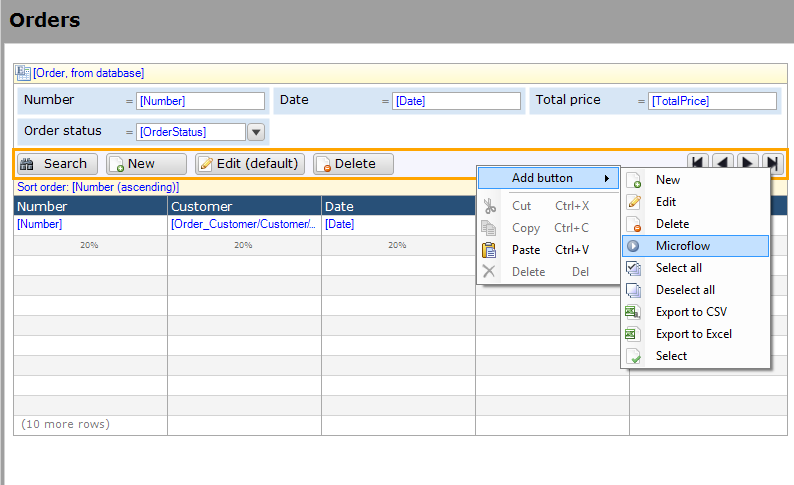 Orders
[Order, from database]
Number = [Number] Date = [Date] Total price = [TotalPrice]
Order status = [OrderStatus]
Search New Edit (default) Delete
Sort order: [Number (ascending)]
Number Customer Date
[Number] [Order_Customer/Customer/... [Date]
20% 20% 20%
(10 more rows)
Add button
Cut Ctrl+X
Copy Ctrl+C
Paste Ctrl+V
Delete Del
New
Edit
Delete
Microflow
Select all
Deselect all
Export to CSV
Export to Excel
Select